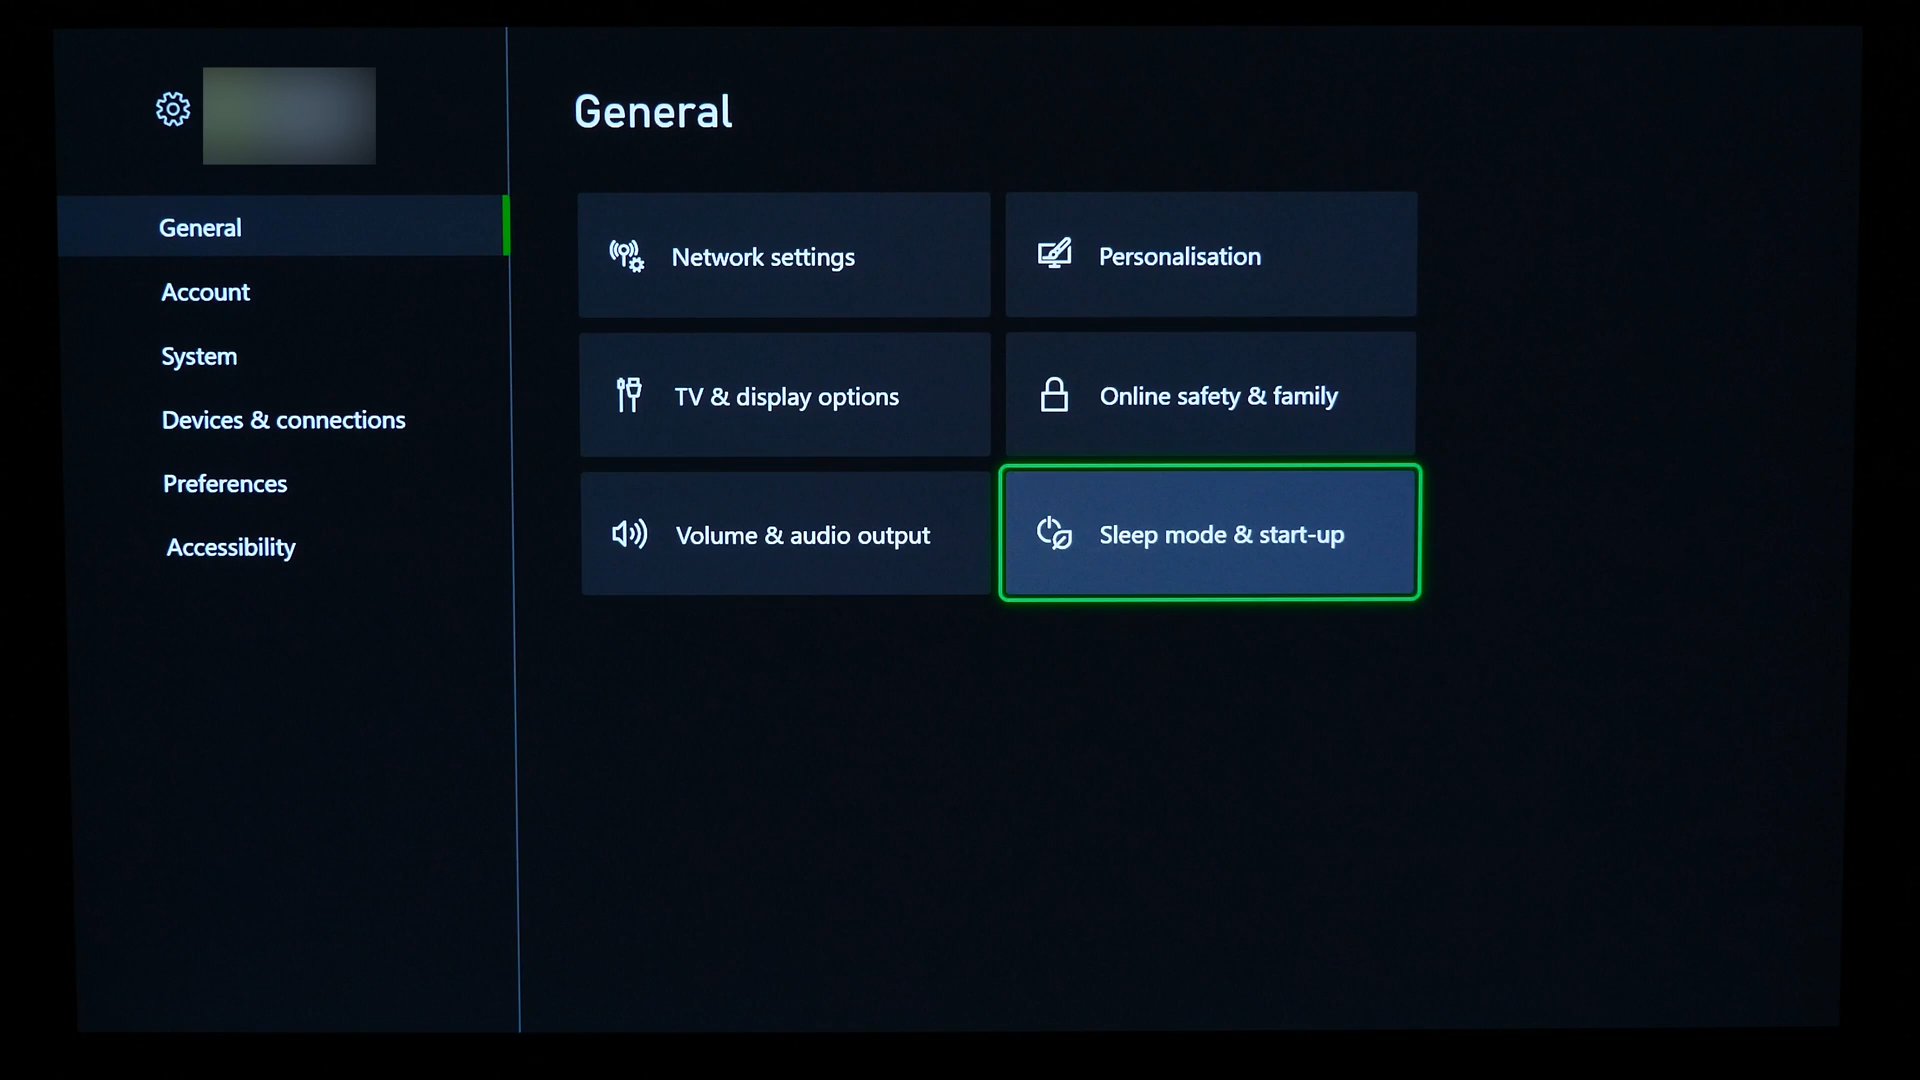 General
Account
System
Devices & connections
Preferences
Accessibility
General
Network settings
Personalisation
TV & display options
Online safety & family
Volume & audio output
Sleep mode & start-up